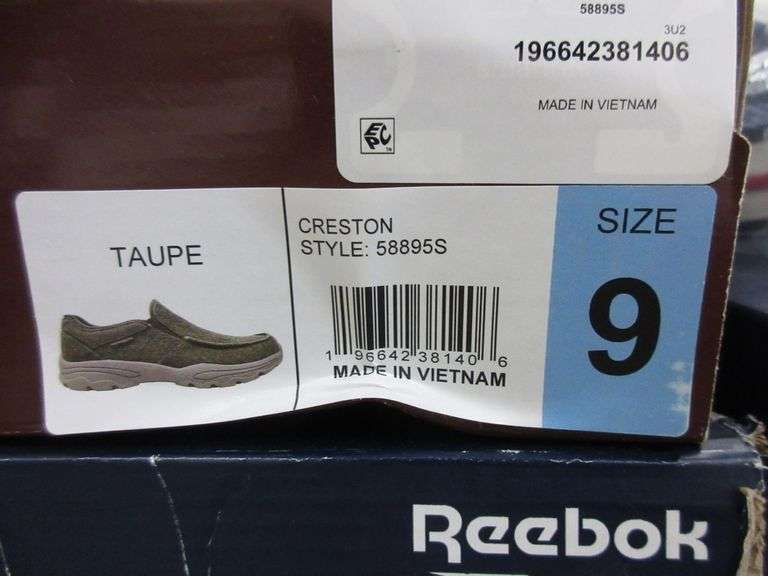 58895S
3U2
196642381406
MADE IN VIETNAM
EPC
TAUPE
CRESTON
STYLE: 58895S
1 96642 38140 6
MADE IN VIETNAM
SIZE
9
Reebok